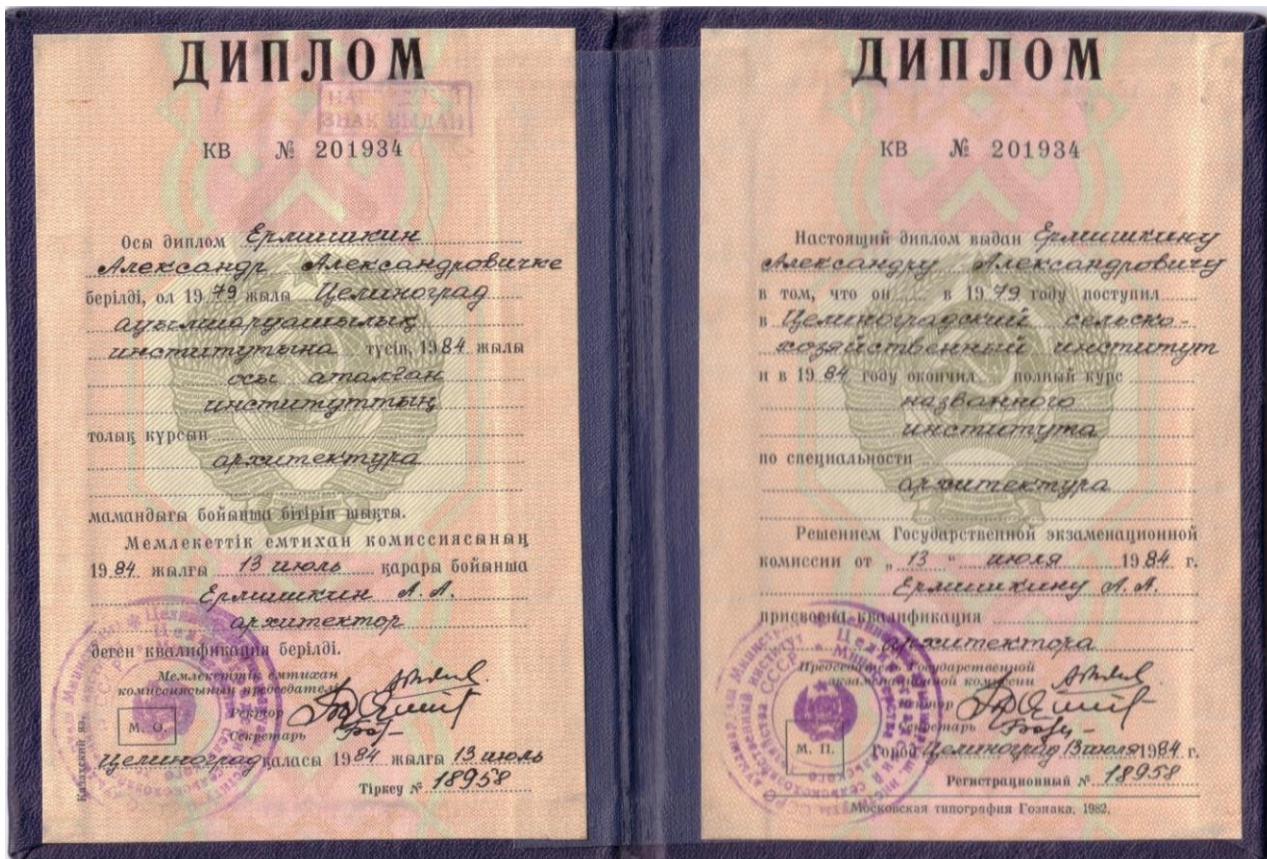 ДИПЛОМ
НАГРУДНЫЙ
ЗНАК ВЫДАН
КВ № 201934
Осы диплом Ермишкин
Александр Александровичке
берілді, ол 1979 жылы Целиноград
ауылшаруашылық
институтына түсіп, 1984 жылы
осы аталған
институттың
толық курсын
архитектура
мамандығы бойынша бітіріп шықты.
Мемлекеттік емтихан комиссиясының
1984 жылғы 13 июль қарары бойынша
Ермишкин А. А.
архитектор
деген квалификация берілді.
Мемлекеттік емтихан
комиссиясының председателі
Ректор
Секретарь
М. О.
Целиноград қаласы 1984 жылғы 13 июль
Тіркеу № 18958
Казахский яз.
ДИПЛОМ
КВ № 201934
Настоящий диплом выдан Ермишкину
Александру Александровичу
в том, что он в 1979 году поступил
в Целиноградский сельско-
хозяйственный институт
и в 1984 году окончил полный курс
названного
института
по специальности
архитектура
Решением Государственной экзаменационной
комиссии от „13“ июля 1984 г.
Ермишкину А. А.
присвоена квалификация
архитектора
Председатель Государственной
экзаменационной комиссии
Ректор
Секретарь
М. П.
Город Целиноград 13 июля 1984 г.
Регистрационный № 18958
Московская типография Гознака. 1982.